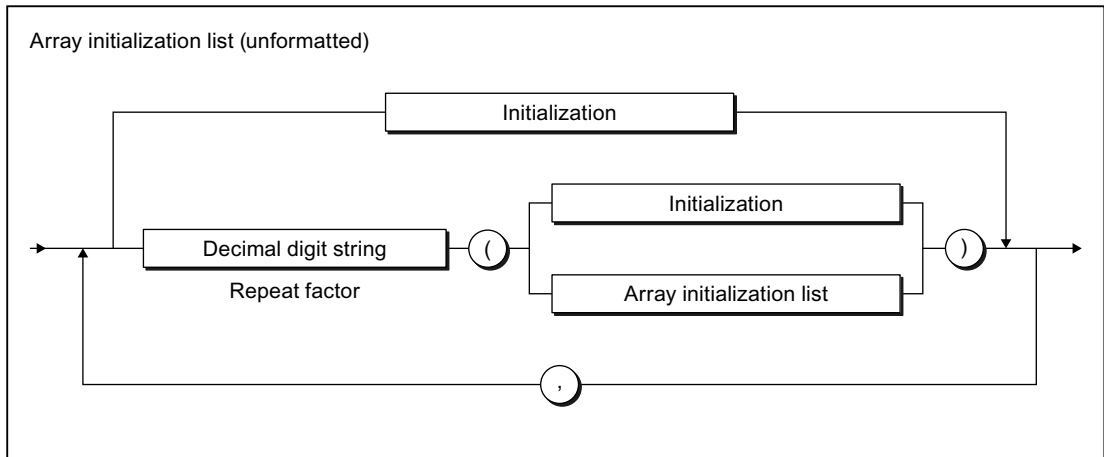 Array initialization list (unformatted)
Initialization
Initialization
Decimal digit string
(
)
Repeat factor
Array initialization list
,